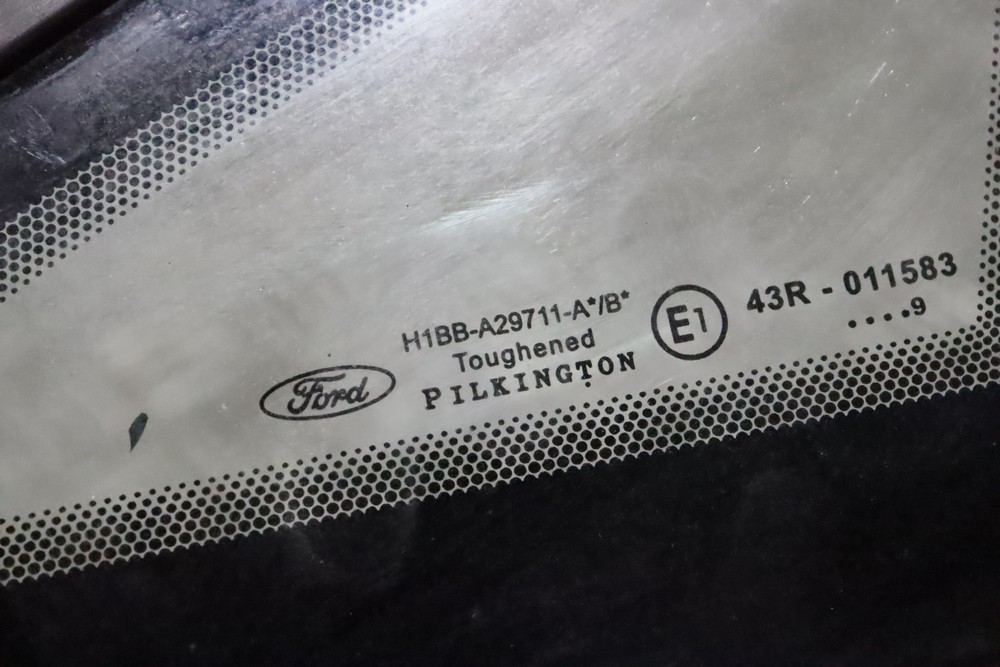 H1BB-A29711-A*/B*
Toughened
Ford
PILKINGTON
E1
43R - 011583
....9